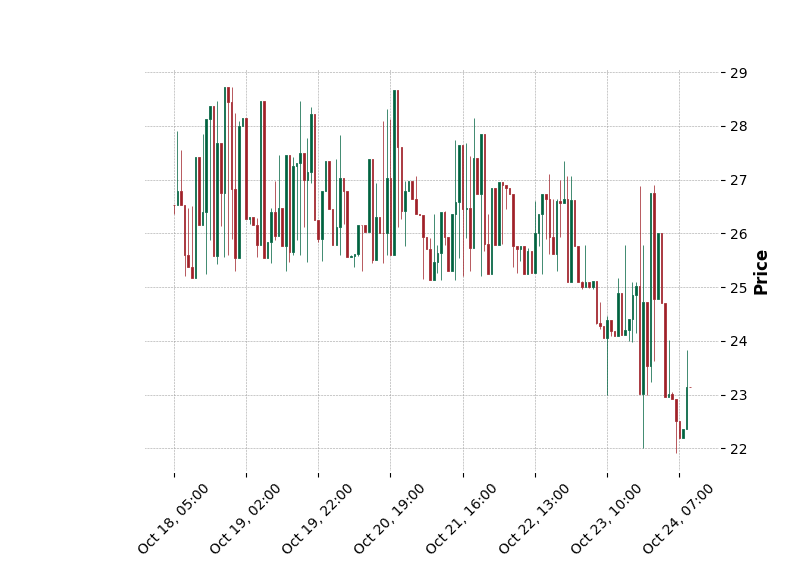 29
28
27
26
25
24
23
22
Price
Oct 18, 05:00
Oct 19, 02:00
Oct 19, 22:00
Oct 20, 19:00
Oct 21, 16:00
Oct 22, 13:00
Oct 23, 10:00
Oct 24, 07:00